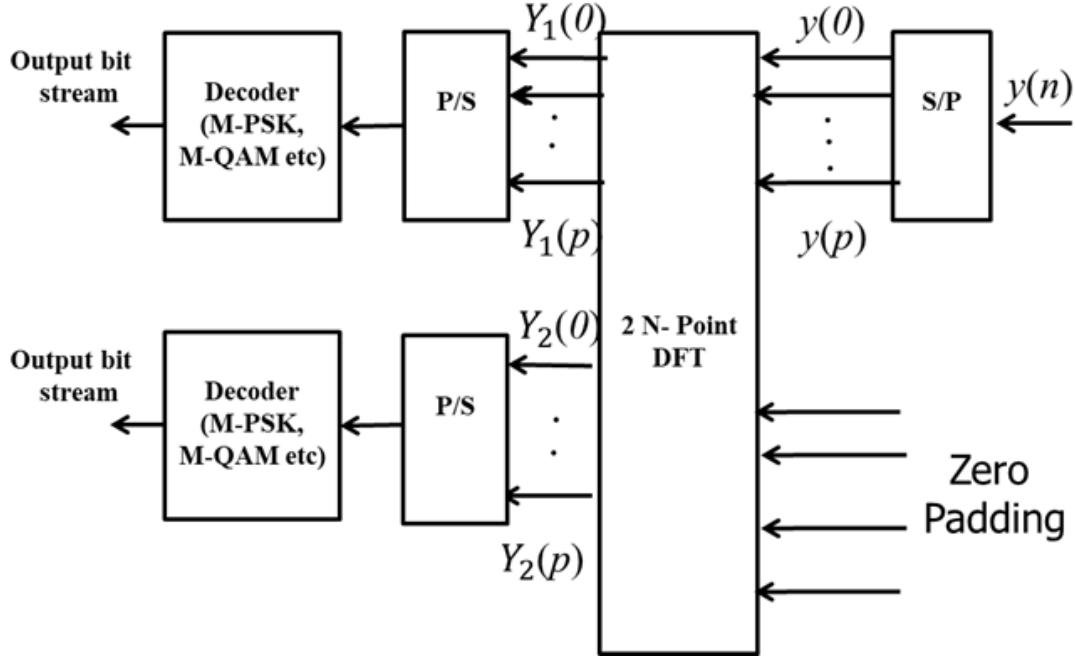 Y₁(0)
y(0)
Output bit
stream
Decoder
(M-PSK,
M-QAM etc)
P/S
S/P
y(n)
Y₁(p)
y(p)
Y₂(0)
2 N- Point
DFT
Output bit
stream
Decoder
(M-PSK,
M-QAM etc)
P/S
Zero
Padding
Y₂(p)